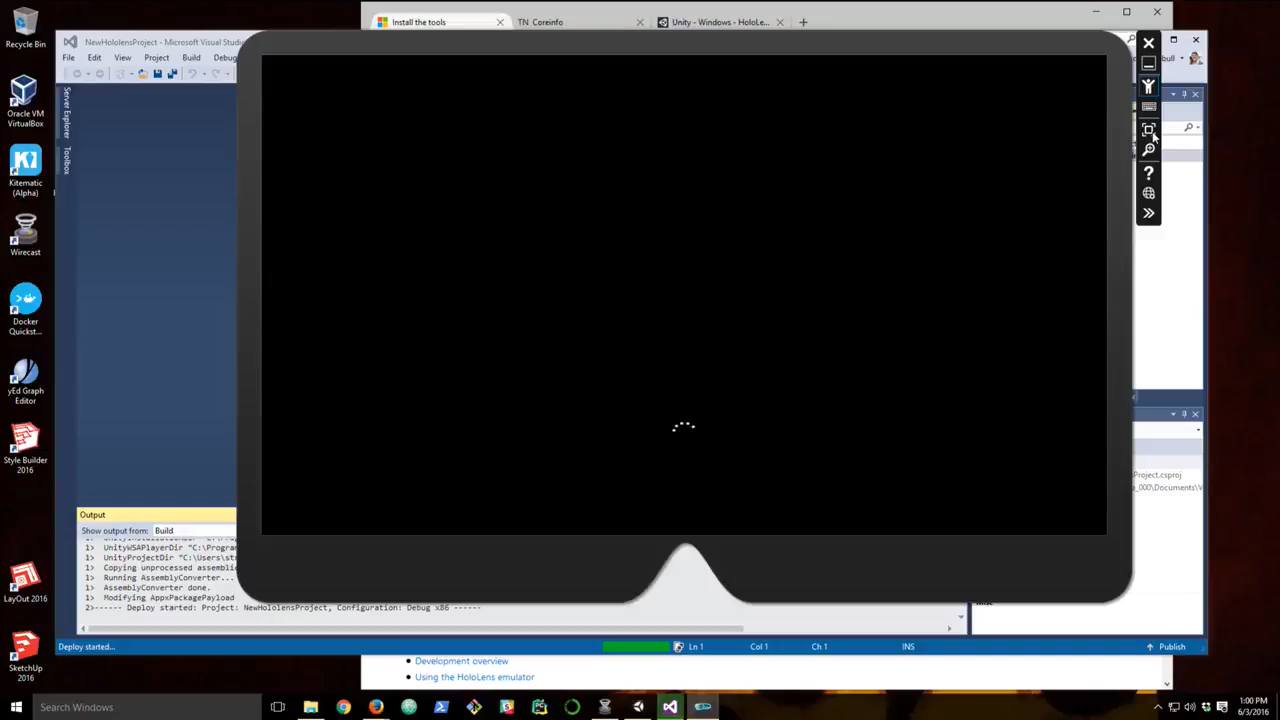 Install the tools
TN Coreinfo
Unity - Windows - HoloLe...
NewHololensProject - Microsoft Visual Studi
File Edit View Project Build Debug
bull
Server Explorer
Toolbox
Recycle Bin
Oracle VM
VirtualBox
Kitematic
(Alpha)
Wirecast
Docker
Quickst...
yEd Graph
Editor
Style Builder
2016
LayOut 2016
SketchUp
2016
Project.csproj
a_000\Documents\V
Output
Show output from: Build
1> UnityWSAPlayerDir "C:\Progra
1> UnityProjectDir "C:\Users\st
1> Copying unprocessed assembli
1> Running AssemblyConverter...
1> AssemblyConverter done.
1> Modifying AppxPackagePayload
2>------ Deploy started: Project: NewHololensProject, Configuration: Debug x86 ------
Deploy started...
Ln 1 Col 1 Ch 1 INS
Publish
Development overview
Using the HoloLens emulator
Search Windows
1:00 PM
6/3/2016